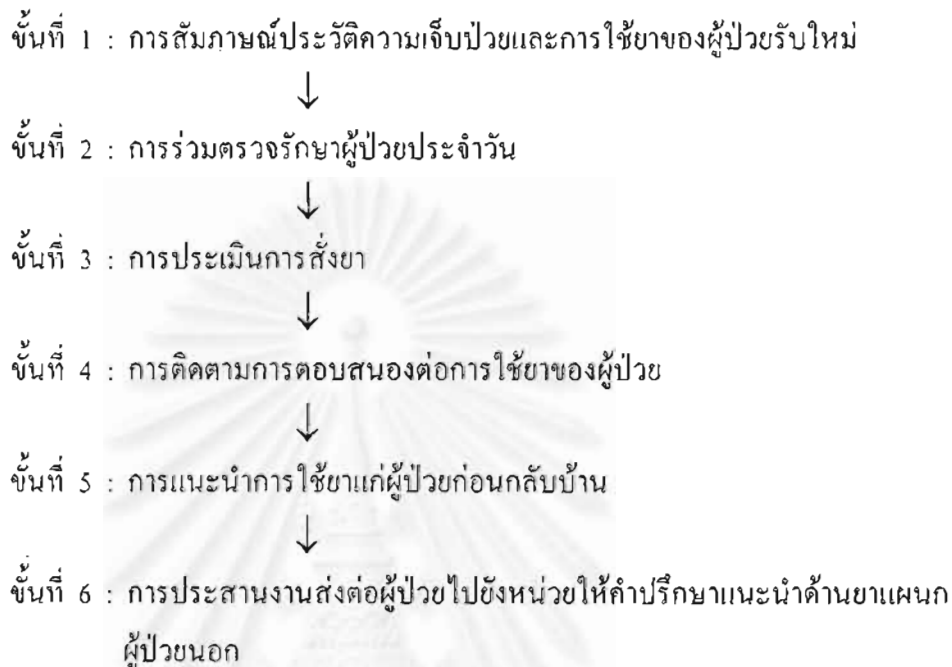 ขั้นที่ 1 : การสัมภาษณ์ประวัติความเจ็บป่วยและการใช้ยาของผู้ป่วยรับใหม่
↓
ขั้นที่ 2 : การร่วมตรวจรักษาผู้ป่วยประจำวัน
↓
ขั้นที่ 3 : การประเมินการสั่งยา
↓
ขั้นที่ 4 : การติดตามการตอบสนองต่อการใช้ยาของผู้ป่วย
↓
ขั้นที่ 5 : การแนะนำการใช้ยาแก่ผู้ป่วยก่อนกลับบ้าน
↓
ขั้นที่ 6 : การประสานงานส่งต่อผู้ป่วยไปยังหน่วยให้คำปรึกษาแนะนำด้านยาแผนก
ผู้ป่วยนอก